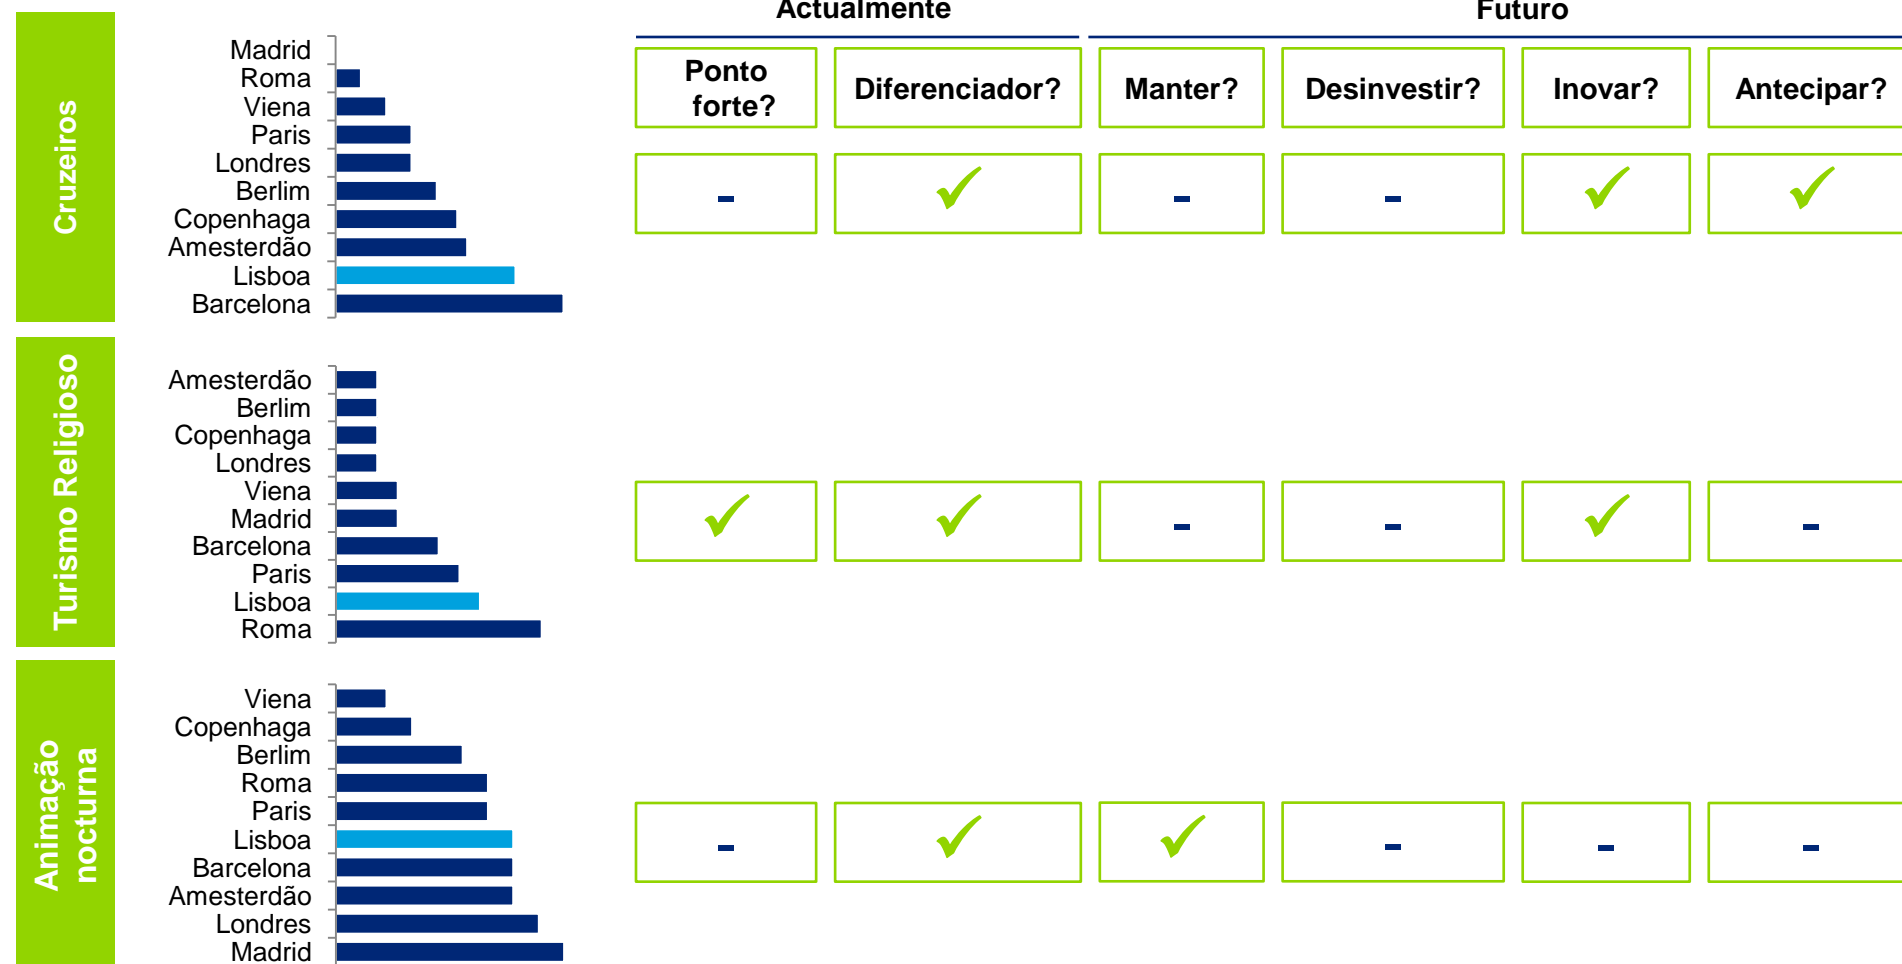 Actualmente
Futuro
Ponto
forte?
Diferenciador?
Manter?
Desinvestir?
Inovar?
Antecipar?
Cruzeiros
Madrid
Roma
Viena
Paris
Londres
Berlim
Copenhaga
Amesterdão
Lisboa
Barcelona
- ✓ - - ✓ ✓
Turismo Religioso
Amesterdão
Berlim
Copenhaga
Londres
Viena
Madrid
Barcelona
Paris
Lisboa
Roma
✓ ✓ - - ✓ -
Animação
nocturna
Viena
Copenhaga
Berlim
Roma
Paris
Lisboa
Barcelona
Amesterdão
Londres
Madrid
- ✓ ✓ - - -